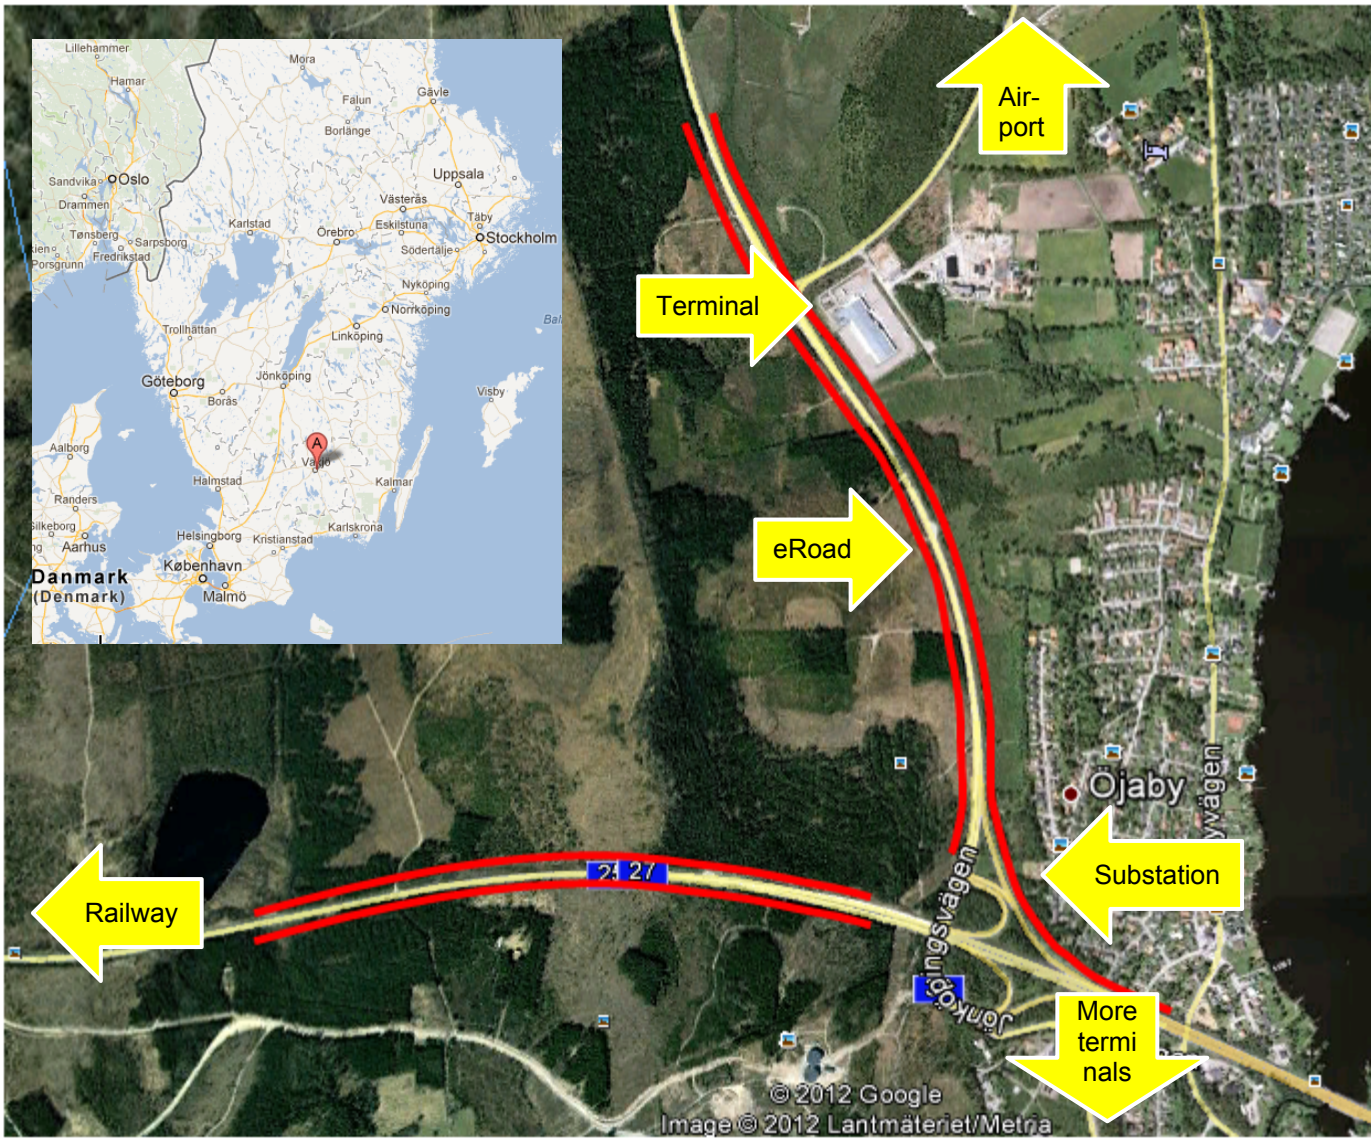 Lillehammer
Hamar
Mora
Falun
Gävle
Borlänge
Sandvika
Oslo
Uppsala
Drammen
Västerås
Täby
Karlstad
Örebro
Eskilstuna
Stockholm
Tønsberg
Sarpsborg
Fredrikstad
Södertälje
Porsgrunn
Nyköping
Norrköping
Trollhättan
Linköping
Göteborg
Jönköping
Borås
Visby
Aalborg
Halmstad
Kalmar
Randers
Silkeborg
Helsingborg
Karlskrona
Kristianstad
Aarhus
København
Malmö
Danmark
(Denmark)
A
Air-
port
Terminal
eRoad
Öjaby
Substation
27
Railway
Jönköpingsvägen
More
termi
nals
© 2012 Google
Image © 2012 Lantmäteriet/Metria